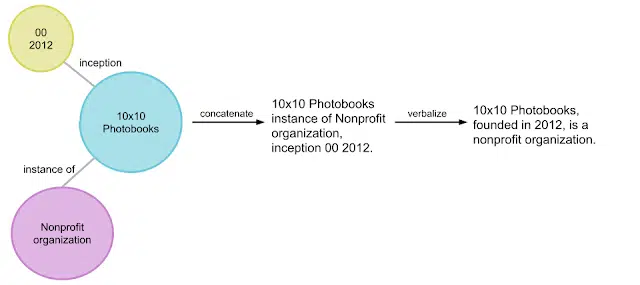 00
2012
inception
10x10
Photobooks
instance of
Nonprofit
organization
concatenate
10x10 Photobooks
instance of Nonprofit
organization,
inception 00 2012.
verbalize
10x10 Photobooks,
founded in 2012, is a
nonprofit organization.